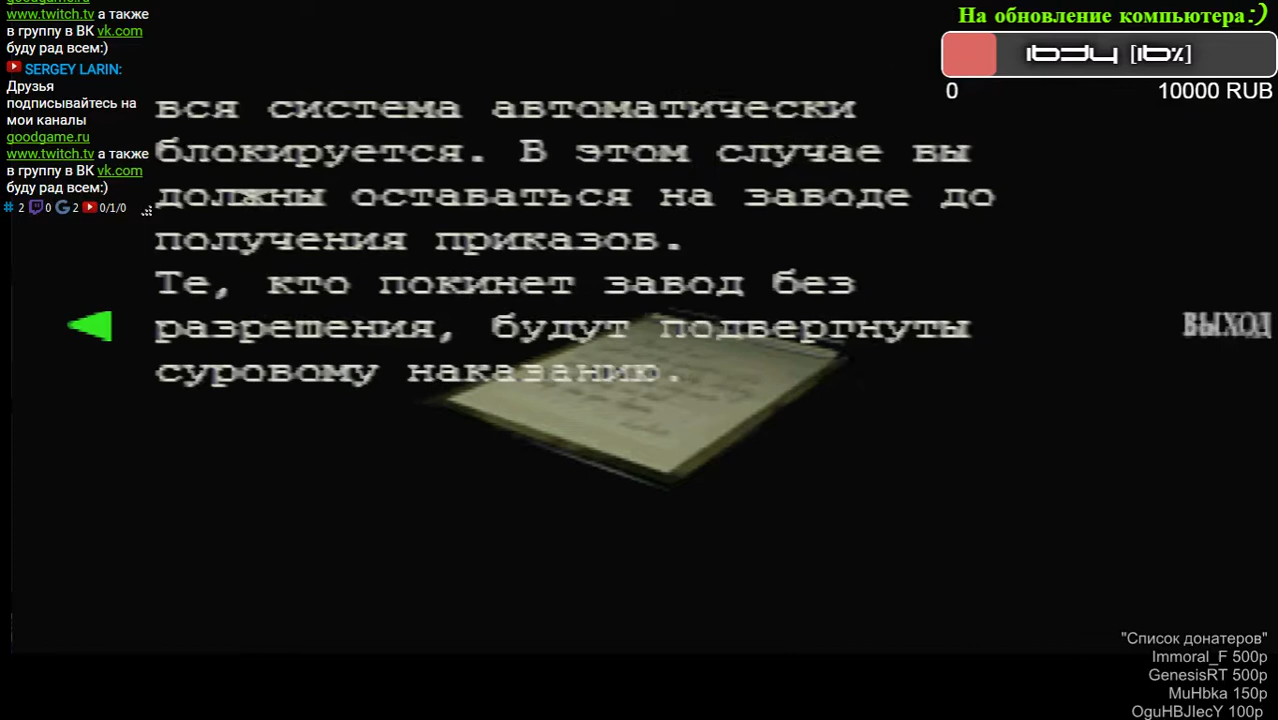 goodgame.ru
www.twitch.tv а также
в группу в ВК vk.com
буду рад всем:)
SERGEY LARIN:
Друзья
подписывайтесь на
мои каналы
goodgame.ru
www.twitch.tv а также
в группу в ВК vk.com
буду рад всем:)
# 2 0 G 2 0/1/0
На обновление компьютера:)
1634 [16%]
0 10000 RUB
вся система автоматически
блокируется. В этом случае вы
должны оставаться на заводе до
получения приказов.
Те, кто покинет завод без
разрешения, будут подвергнуты
суровому наказанию.
ВЫХОД
"Список донатеров"
Immoral_F 500р
GenesisRT 500р
MuHbka 150р
OguHBJIecY 100р